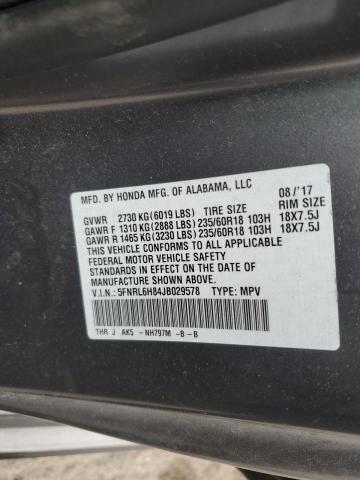 MFD. BY HONDA MFG. OF ALABAMA, LLC 08/'17
GVWR 2730 KG(6019 LBS) TIRE SIZE RIM SIZE
GAWR F 1310 KG(2888 LBS) 235/60R18 103H 18X7.5J
GAWR R 1465 KG(3230 LBS) 235/60R18 103H 18X7.5J
THIS VEHICLE CONFORMS TO ALL APPLICABLE
FEDERAL MOTOR VEHICLE SAFETY
STANDARDS IN EFFECT ON THE DATE OF
MANUFACTURE SHOWN ABOVE.
V.I.N.: 5FNRL6H84JB029578 TYPE: MPV
THR J AK5 -NH797M -B-B